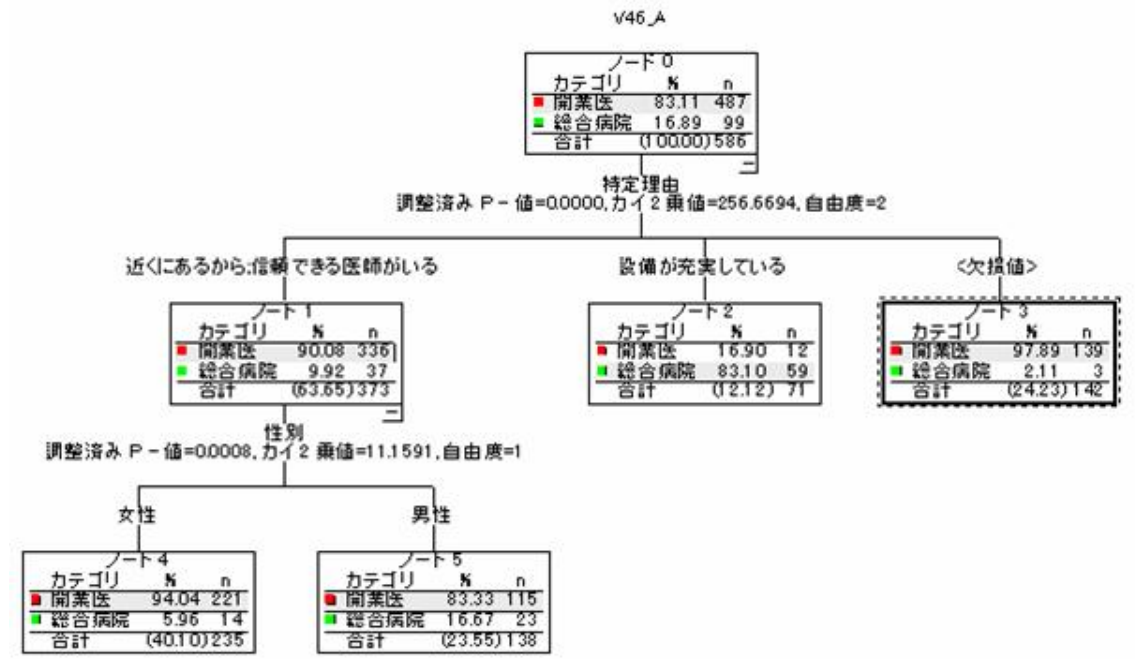 V46_A
ノード 0
カテゴリ % n
開業医 83.11 487
総合病院 16.89 99
合計 (100.00) 586
特定理由
調整済み P - 値=0.0000, カイ2 乗値=256.6694, 自由度=2
近くにあるから;信頼できる医師がいる
設備が充実している
<欠損値>
ノード 1
カテゴリ % n
開業医 90.08 336
総合病院 9.92 37
合計 (63.65) 373
ノード 2
カテゴリ % n
開業医 16.90 12
総合病院 83.10 59
合計 (12.12) 71
ノード 3
カテゴリ % n
開業医 97.89 139
総合病院 2.11 3
合計 (24.23) 142
性別
調整済み P - 値=0.0008, カイ2 乗値=11.1591, 自由度=1
女性
男性
ノード 4
カテゴリ % n
開業医 94.04 221
総合病院 5.96 14
合計 (40.10) 235
ノード 5
カテゴリ % n
開業医 83.33 115
総合病院 16.67 23
合計 (23.55) 138